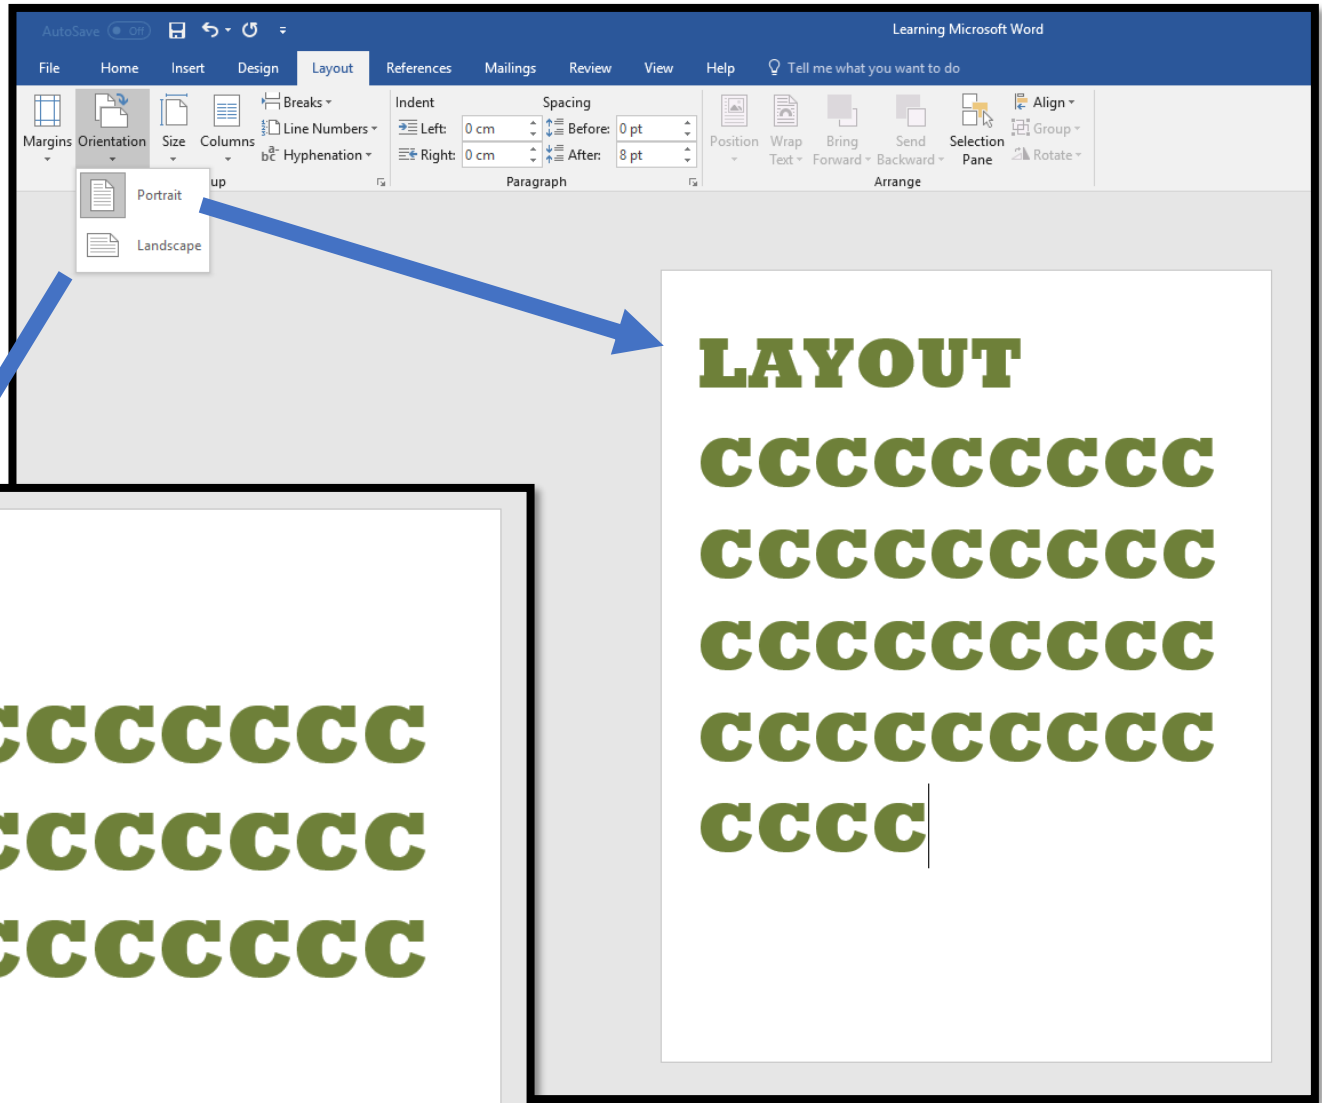 AutoSave Off Learning Microsoft Word
File Home Insert Design Layout References Mailings Review View Help Tell me what you want to do
Margins Orientation Size Columns
Breaks
Line Numbers
Hyphenation
up
Indent Spacing
Left: 0 cm Before: 0 pt
Right: 0 cm After: 8 pt
Paragraph
Position Wrap Text Bring Forward Send Backward Selection Pane
Align
Group
Rotate
Arrange
Portrait
Landscape
LAYOUT
CCCCCCCCC
CCCCCCCCC
CCCCCCCCC
CCCCCCCCC
CCCC
CCCCCCC
CCCCCCC
CCCCCCC